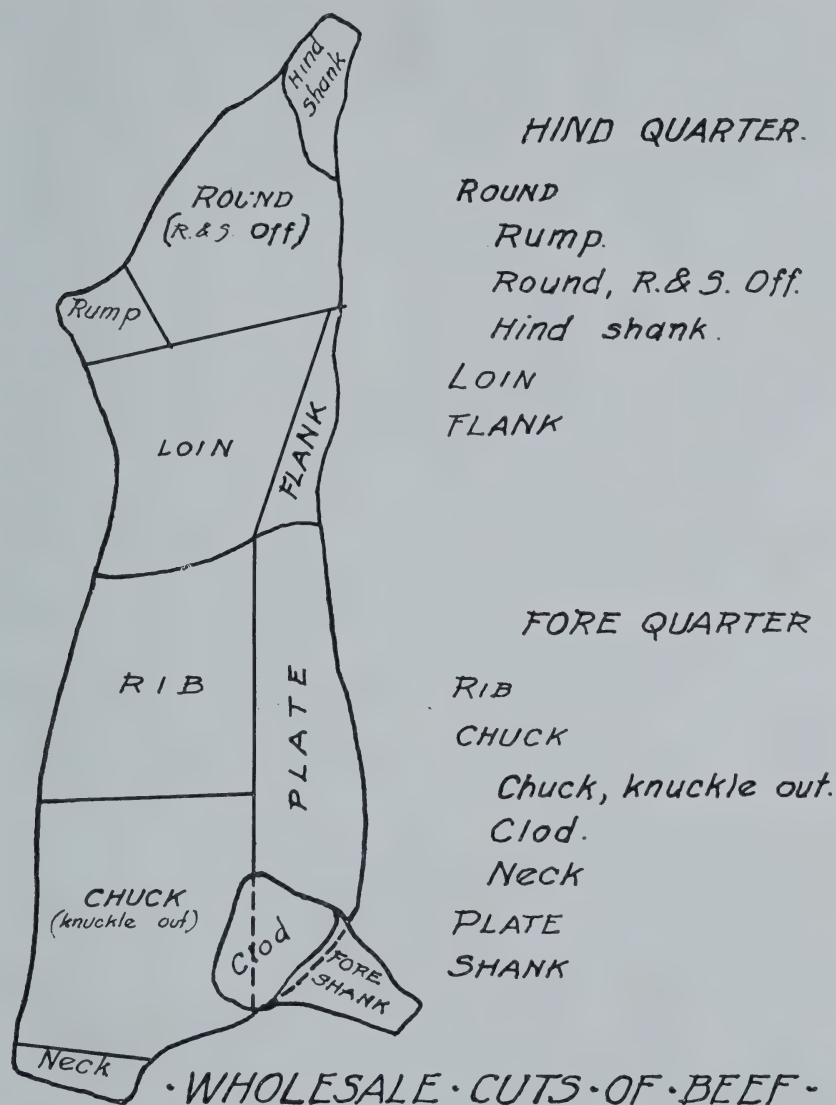 Hind
shank
ROUND
(R. & S. Off)
Rump
LOIN
FLANK
RIB
PLATE
CHUCK
(knuckle out)
Clod
FORE
SHANK
Neck
HIND QUARTER.
ROUND
Rump.
Round, R. & S. Off.
Hind shank.
LOIN
FLANK
FORE QUARTER
RIB
CHUCK
Chuck, knuckle out.
Clod.
Neck
PLATE
SHANK
· WHOLESALE · CUTS · OF · BEEF ·